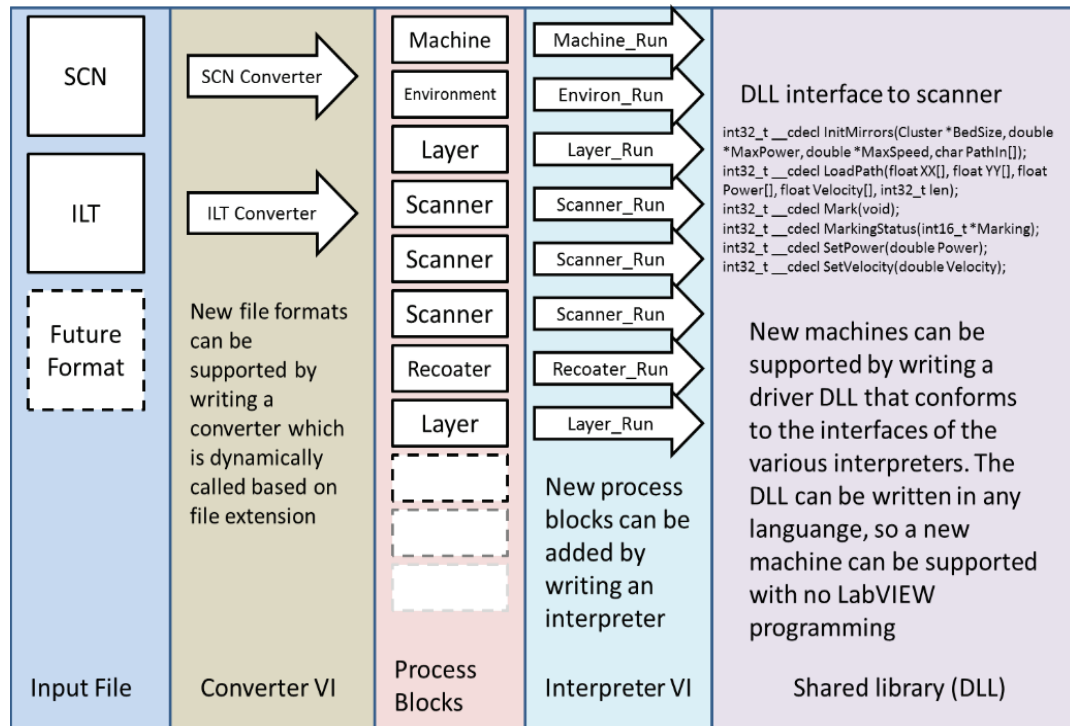 SCN
ILT
Future
Format
Input File
SCN Converter
ILT Converter
New file formats
can be
supported by
writing a
converter which
is dynamically
called based on
file extension
Converter VI
Machine
Environment
Layer
Scanner
Scanner
Scanner
Recoater
Layer
Process
Blocks
Machine_Run
Environ_Run
Layer_Run
Scanner_Run
Scanner_Run
Scanner_Run
Recoater_Run
Layer_Run
New process
blocks can be
added by
writing an
interpreter
Interpreter VI
DLL interface to scanner
int32_t __cdecl InitMirrors(Cluster *BedSize, double
*MaxPower, double *MaxSpeed, char PathIn[]);
int32_t __cdecl LoadPath(float XX[], float YY[], float
Power[], float Velocity[], int32_t len);
int32_t __cdecl Mark(void);
int32_t __cdecl MarkingStatus(int16_t *Marking);
int32_t __cdecl SetPower(double Power);
int32_t __cdecl SetVelocity(double Velocity);
New machines can be
supported by writing a
driver DLL that conforms
to the interfaces of the
various interpreters. The
DLL can be written in any
languange, so a new
machine can be supported
with no LabVIEW
programming
Shared library (DLL)